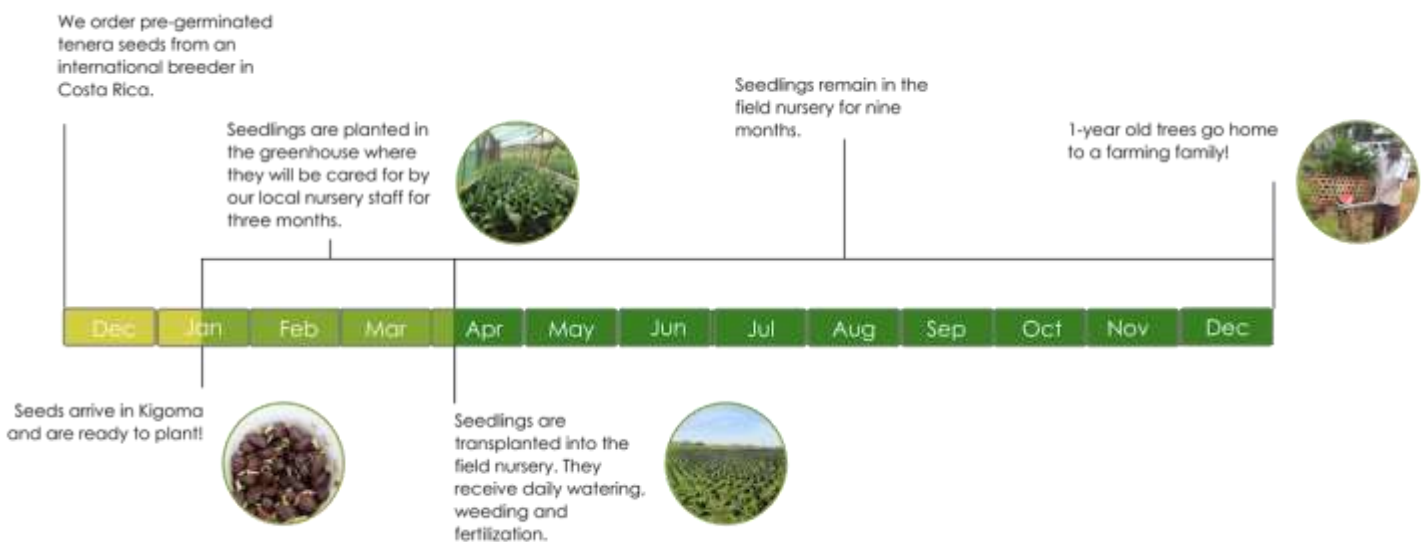 We order pre-germinated
tenera seeds from an
international breeder in
Costa Rica.
Seedlings are planted in
the greenhouse where
they will be cared for by
our local nursery staff for
three months.
Seedlings remain in the
field nursery for nine
months.
1-year old trees go home
to a farming family!
Dec Jan Feb Mar Apr May Jun Jul Aug Sep Oct Nov Dec
Seeds arrive in Kigoma
and are ready to plant!
Seedlings are
transplanted into the
field nursery. They
receive daily watering,
weeding and
fertilization.